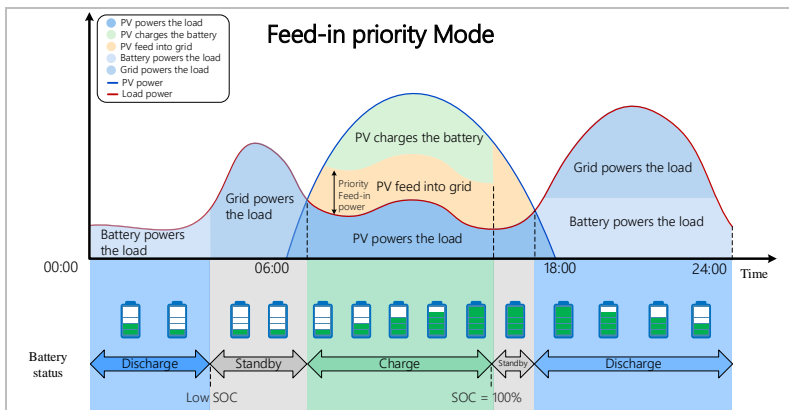 Feed-in priority Mode
PV powers the load
PV charges the battery
PV feed into grid
Battery powers the load
Grid powers the load
PV power
Load power
PV charges the battery
Priority
Feed-in
power
PV feed into grid
Grid powers
the load
Grid powers the load
Battery powers
the load
PV powers the load
Battery powers the load
00:00
06:00
18:00
24:00
Time
Battery
status
Discharge
Standby
Charge
Standby
Discharge
Low SOC
SOC = 100%